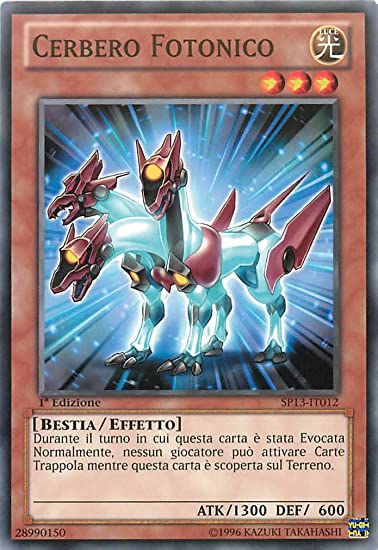 CERBERO FOTONICO
LUCE
光
1ª Edizione
SP13-IT012
[BESTIA/EFFETTO]
Durante il turno in cui questa carta è stata Evocata
Normalmente, nessun giocatore può attivare Carte
Trappola mentre questa carta è scoperta sul Terreno.
ATK/1300 DEF/ 600
28990150
©1996 KAZUKI TAKAHASHI